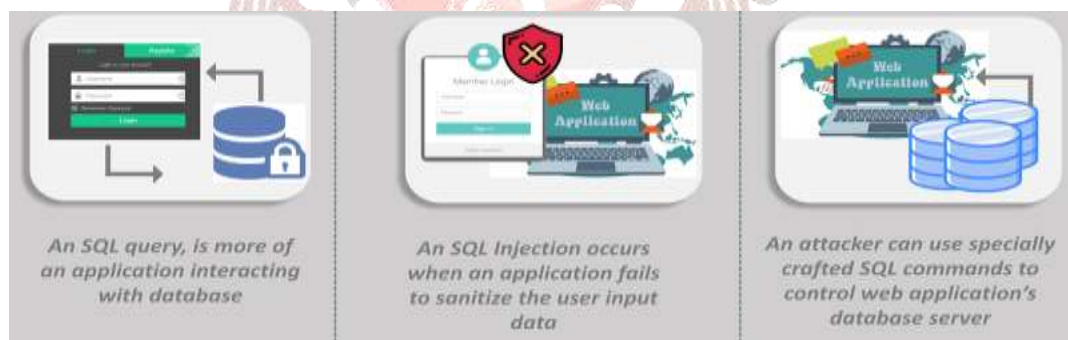 Login
Register
Login
Member Login
Sign in
Web
Application
Web
Application
An SQL query, is more of
an application interacting
with database
An SQL Injection occurs
when an application fails
to sanitize the user input
data
An attacker can use specially
crafted SQL commands to
control web application's
database server